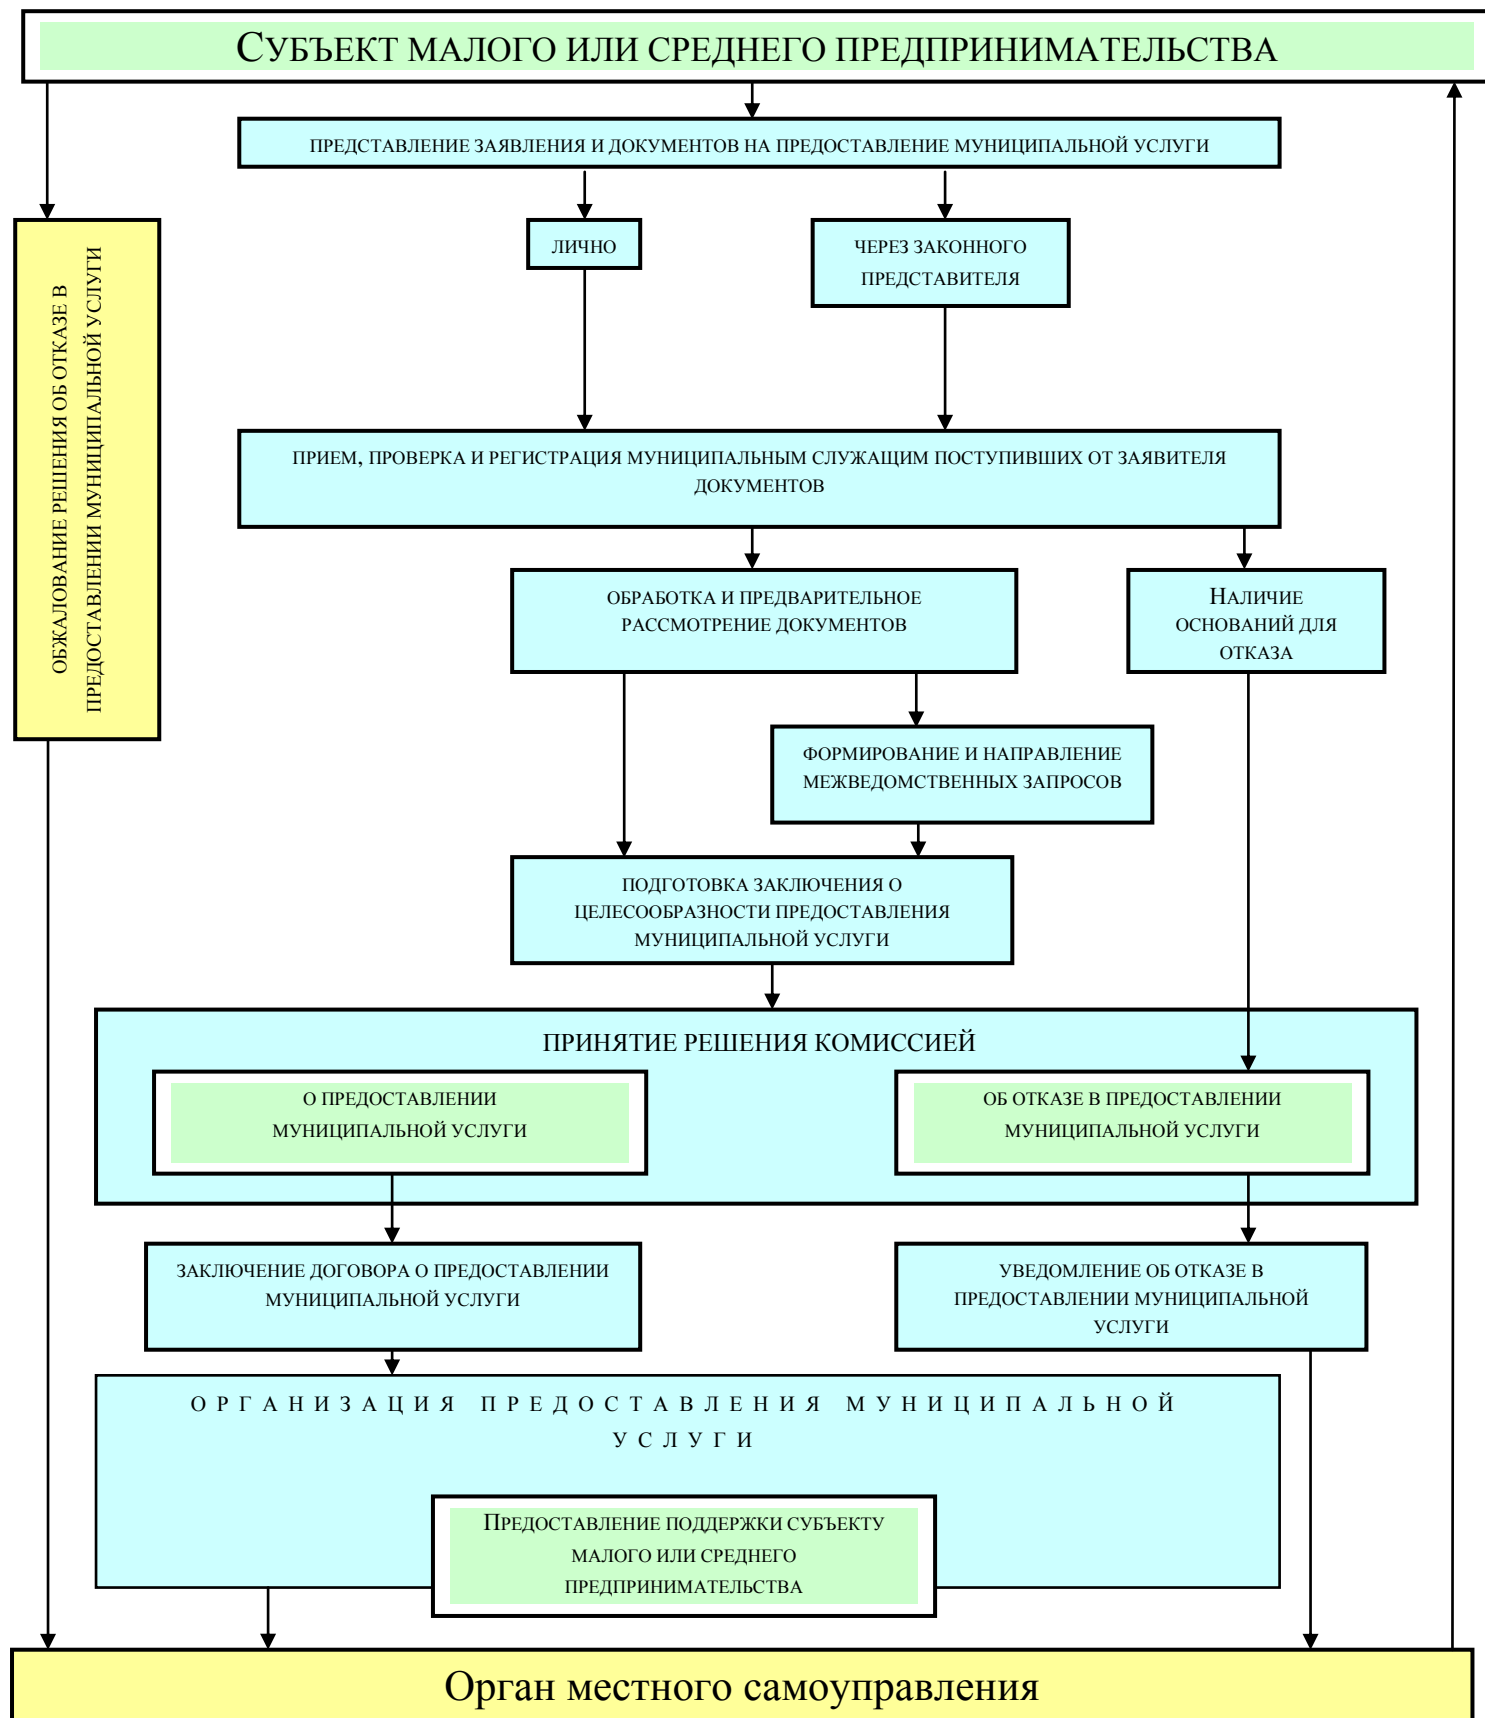 СУБЪЕКТ МАЛОГО ИЛИ СРЕДНЕГО ПРЕДПРИНИМАТЕЛЬСТВА
ПРЕДСТАВЛЕНИЕ ЗАЯВЛЕНИЯ И ДОКУМЕНТОВ НА ПРЕДОСТАВЛЕНИЕ МУНИЦИПАЛЬНОЙ УСЛУГИ
ЛИЧНО
ЧЕРЕЗ ЗАКОННОГО
ПРЕДСТАВИТЕЛЯ
ОБЖАЛОВАНИЕ РЕШЕНИЯ ОБ ОТКАЗЕ В
ПРЕДОСТАВЛЕНИИ МУНИЦИПАЛЬНОЙ УСЛУГИ
ПРИЕМ, ПРОВЕРКА И РЕГИСТРАЦИЯ МУНИЦИПАЛЬНЫМ СЛУЖАЩИМ ПОСТУПИВШИХ ОТ ЗАЯВИТЕЛЯ
ДОКУМЕНТОВ
ОБРАБОТКА И ПРЕДВАРИТЕЛЬНОЕ
РАССМОТРЕНИЕ ДОКУМЕНТОВ
НАЛИЧИЕ
ОСНОВАНИЙ ДЛЯ
ОТКАЗА
ФОРМИРОВАНИЕ И НАПРАВЛЕНИЕ
МЕЖВЕДОМСТВЕННЫХ ЗАПРОСОВ
ПОДГОТОВКА ЗАКЛЮЧЕНИЯ О
ЦЕЛЕСООБРАЗНОСТИ ПРЕДОСТАВЛЕНИЯ
МУНИЦИПАЛЬНОЙ УСЛУГИ
ПРИНЯТИЕ РЕШЕНИЯ КОМИССИЕЙ
О ПРЕДОСТАВЛЕНИИ
МУНИЦИПАЛЬНОЙ УСЛУГИ
ОБ ОТКАЗЕ В ПРЕДОСТАВЛЕНИИ
МУНИЦИПАЛЬНОЙ УСЛУГИ
ЗАКЛЮЧЕНИЕ ДОГОВОРА О ПРЕДОСТАВЛЕНИИ
МУНИЦИПАЛЬНОЙ УСЛУГИ
УВЕДОМЛЕНИЕ ОБ ОТКАЗЕ В
ПРЕДОСТАВЛЕНИИ МУНИЦИПАЛЬНОЙ
УСЛУГИ
ОРГАНИЗАЦИЯ ПРЕДОСТАВЛЕНИЯ МУНИЦИПАЛЬНОЙ
УСЛУГИ
ПРЕДОСТАВЛЕНИЕ ПОДДЕРЖКИ СУБЪЕКТУ
МАЛОГО ИЛИ СРЕДНЕГО
ПРЕДПРИНИМАТЕЛЬСТВА
Орган местного самоуправления